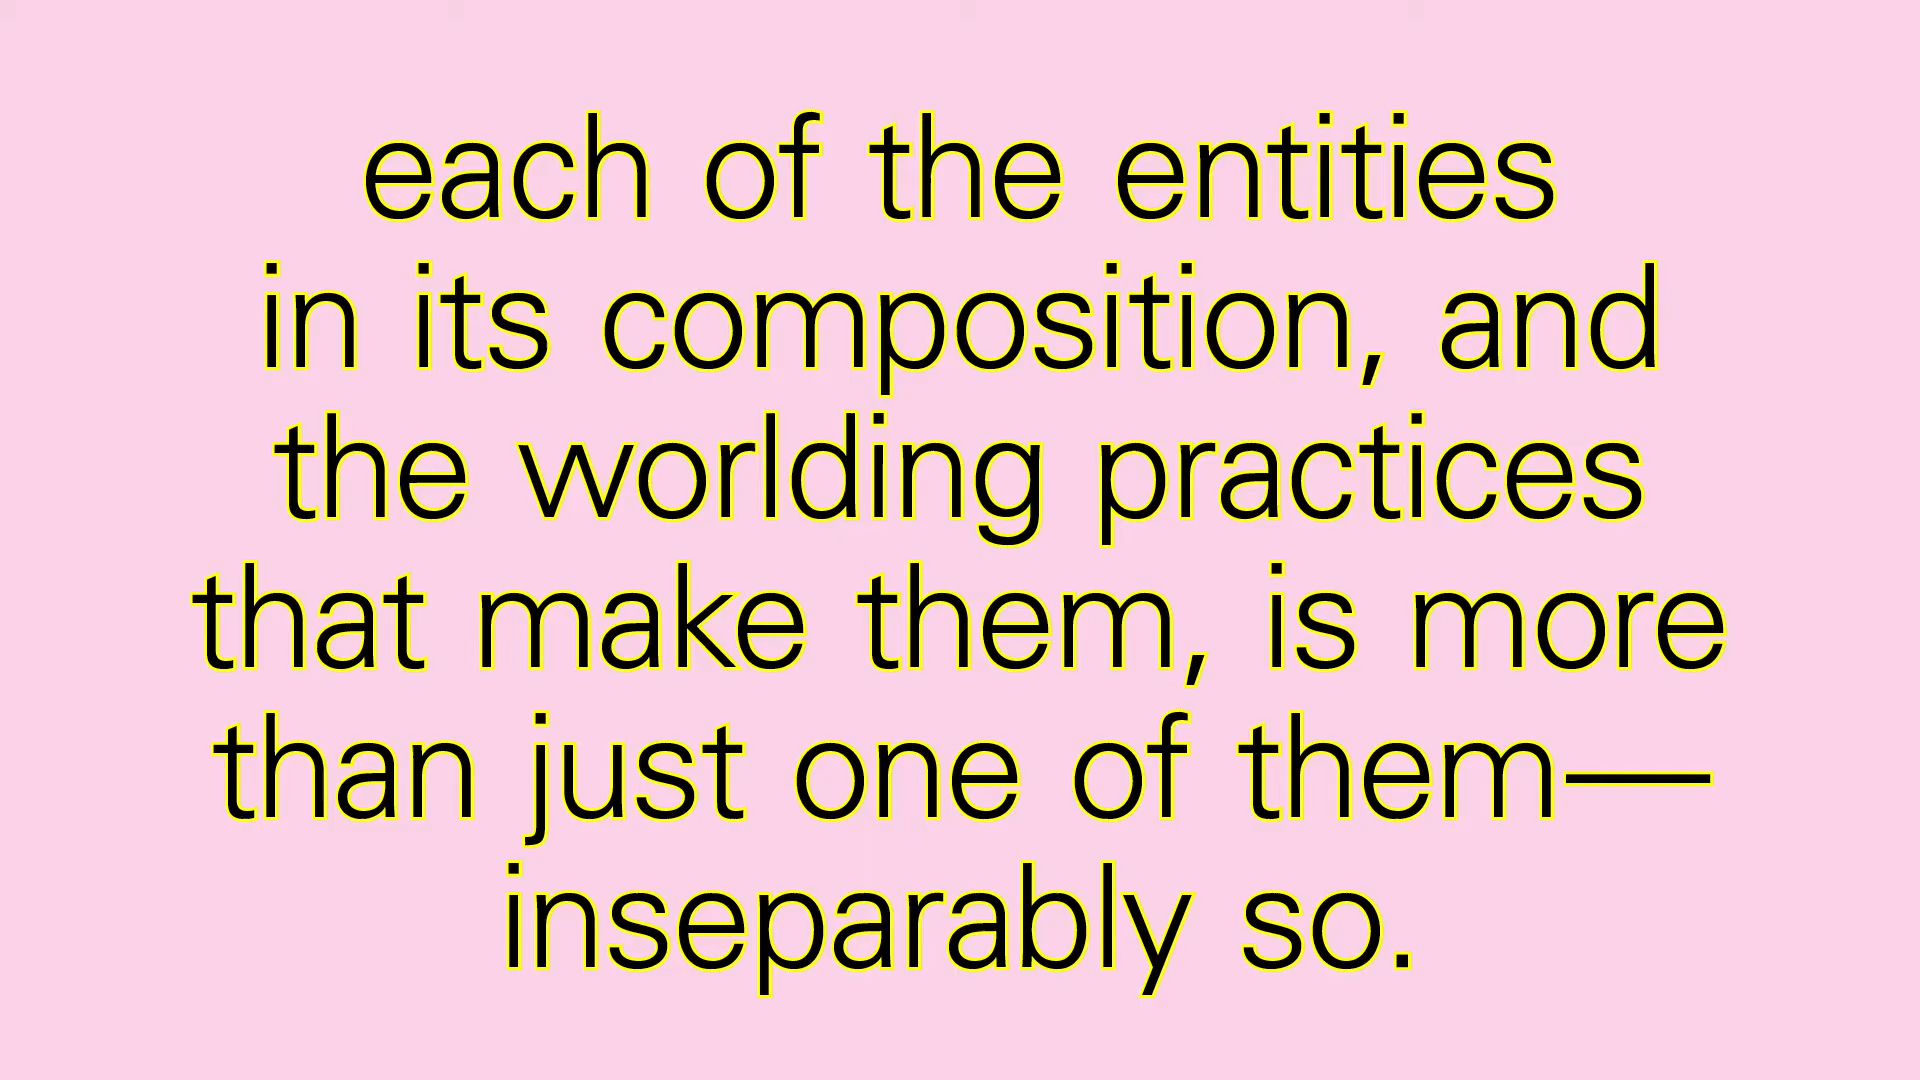 each of the entities
in its composition, and
the worlding practices
that make them, is more
than just one of them—
inseparably so.